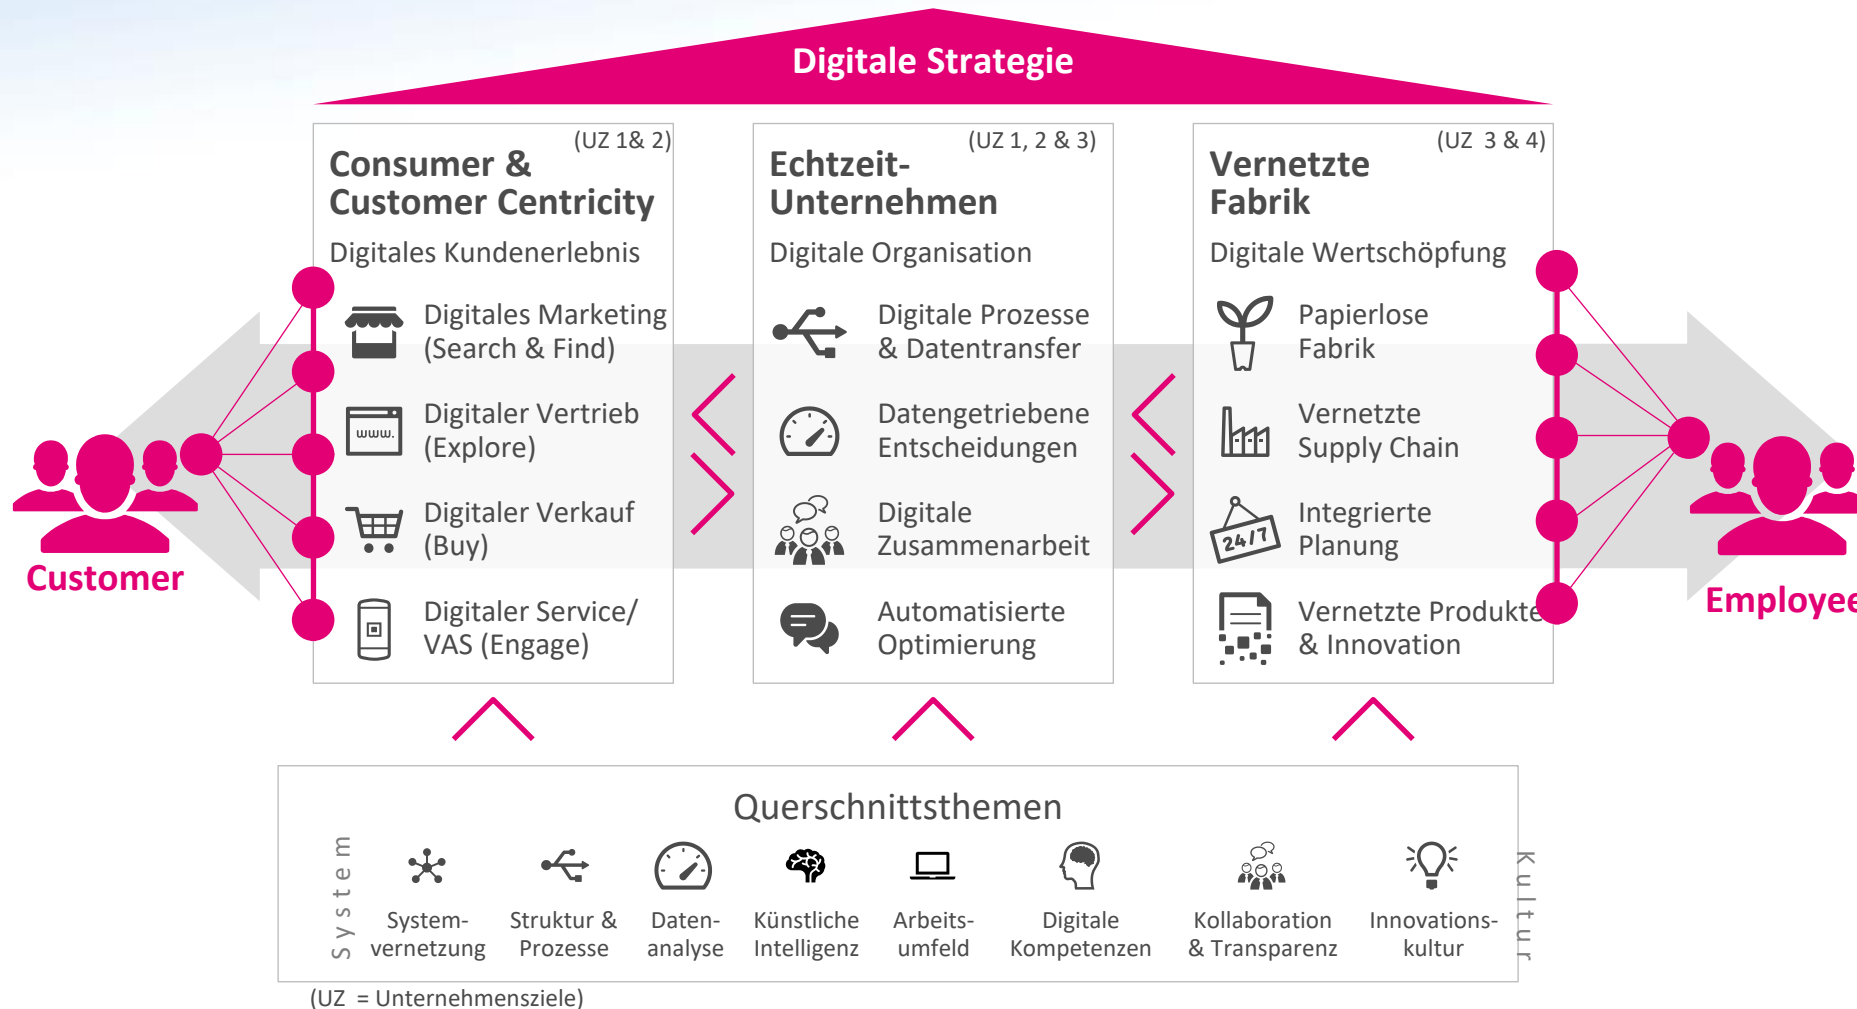 Digitale Strategie
(UZ 1& 2)
Consumer &
Customer Centricity
Digitales Kundenerlebnis
Digitales Marketing
(Search & Find)
www.
Digitaler Vertrieb
(Explore)
Digitaler Verkauf
(Buy)
Digitaler Service/
VAS (Engage)
(UZ 1, 2 & 3)
Echtzeit-
Unternehmen
Digitale Organisation
Digitale Prozesse
& Datentransfer
Datengetriebene
Entscheidungen
Digitale
Zusammenarbeit
Automatisierte
Optimierung
(UZ 3 & 4)
Vernetzte
Fabrik
Digitale Wertschöpfung
Papierlose
Fabrik
Vernetzte
Supply Chain
24/7
Integrierte
Planung
Vernetzte Produkte
& Innovation
Customer
Employee
Querschnittsthemen
System
System-
vernetzung
Struktur &
Prozesse
Daten-
analyse
Künstliche
Intelligenz
Arbeits-
umfeld
Digitale
Kompetenzen
Kollaboration
& Transparenz
Innovations-
kultur
Kultur
(UZ = Unternehmensziele)